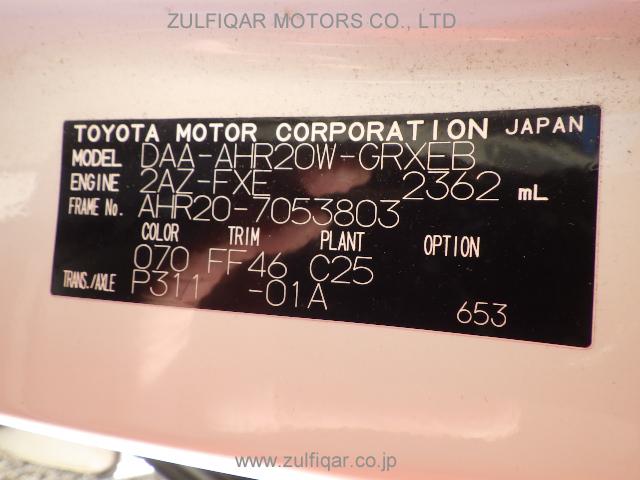 ZULFIQAR MOTORS CO., LTD
TOYOTA MOTOR CORPORATION JAPAN
MODEL DAA-AHR20W-GRXEB
ENGINE 2AZ-FXE 2362 mL
FRAME No. AHR20-7053803
COLOR TRIM PLANT OPTION
070 FF46 C25
TRANS./AXLE P311 -01A
653
www.zulfiqar.co.jp